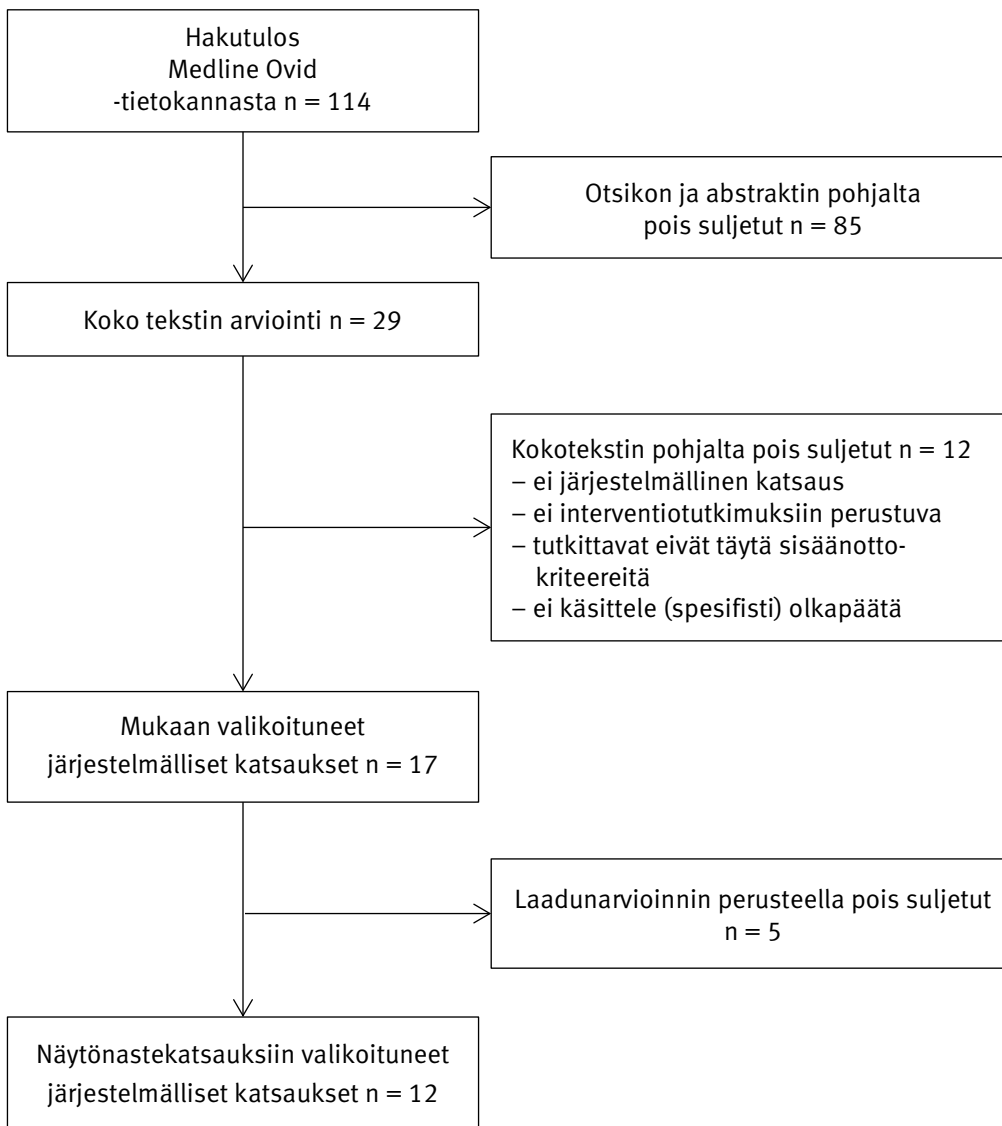 Hakutulos
Medline Ovid
-tietokannasta n = 114
Otsikon ja abstraktin pohjalta
pois suljetut n = 85
Koko tekstin arviointi n = 29
Kokotekstin pohjalta pois suljetut n = 12
– ei järjestelmällinen katsaus
– ei interventiotutkimuksiin perustuva
– tutkittavat eivät täytä sisäänotto-
kriteereitä
– ei käsittele (spesifisti) olkapäätä
Mukaan valikoituneet
järjestelmälliset katsaukset n = 17
Laadunarvioinnin perusteella pois suljetut
n = 5
Näytönastekatsauksiin valikoituneet
järjestelmälliset katsaukset n = 12